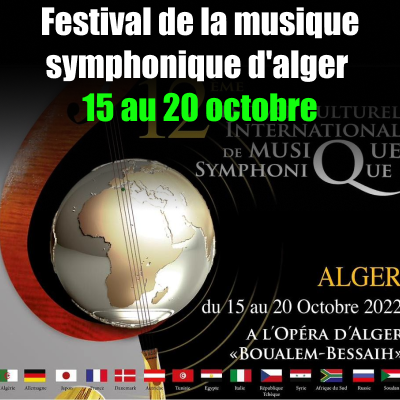 Festival de la musique
symphonique d'alger
15 au 20 octobre
12ÈME
CULTUREL
INTERNATIONAL
DE MUSIQUE
SYMPHONIQUE
ALGER
du 15 au 20 Octobre 2022
A L'OPÉRA D'ALGER
«BOUALEM-BESSAIH»
Algérie Allemagne Japon France Danemark Autriche Tunisie Egypte Italie République Tchèque Syrie Afrique du Sud Russie Soudan